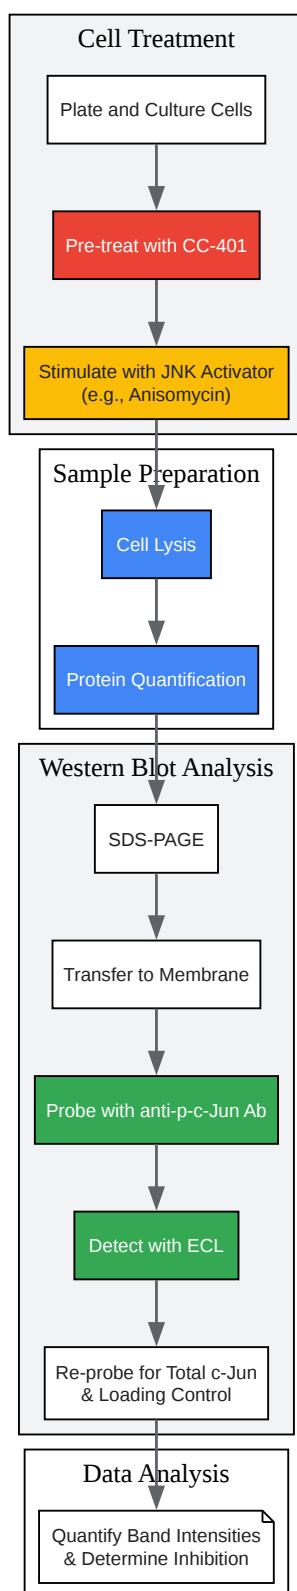 Cell Treatment
Plate and Culture Cells
Pre-treat with CC-401
Stimulate with JNK Activator
(e.g., Anisomycin)
Sample Preparation
Cell Lysis
Protein Quantification
Western Blot Analysis
SDS-PAGE
Transfer to Membrane
Probe with anti-p-c-Jun Ab
Detect with ECL
Re-probe for Total c-Jun
& Loading Control
Data Analysis
Quantify Band Intensities
& Determine Inhibition